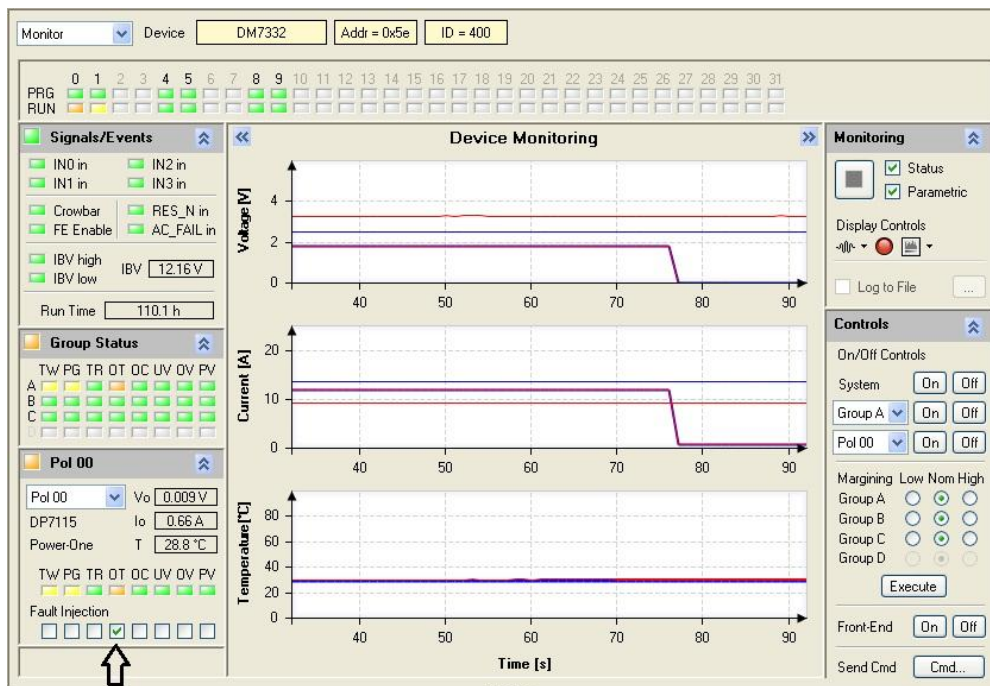 Monitor Device DM7332 Addr = 0x5e ID = 400
0 1 2 3 4 5 6 7 8 9 10 11 12 13 14 15 16 17 18 19 20 21 22 23 24 25 26 27 28 29 30 31
PRG
RUN
Signals/Events
IN0 in IN2 in
IN1 in IN3 in
Crowbar RES_N in
FE Enable AC_FAIL in
IBV high
IBV low
IBV 12.16 V
Run Time 110.1 h
Group Status
TW PG TR OT OC UV OV PV
A
B
C
D
Pol 00
Pol 00 Vo 0.009 V
DP7115 Io 0.66 A
Power-One T 28.8 °C
TW PG TR OT OC UV OV PV
Fault Injection
Device Monitoring
Voltage [V]
4
2
0
40 50 60 70 80 90
Current [A]
20
10
0
40 50 60 70 80 90
Temperature[°C]
80
60
40
20
0
40 50 60 70 80 90
Time [s]
Monitoring
Status
Parametric
Display Controls
Log to File ...
Controls
On/Off Controls
System On Off
Group A On Off
Pol 00 On Off
Margining Low Nom High
Group A
Group B
Group C
Group D
Execute
Front-End On Off
Send Cmd Cmd...